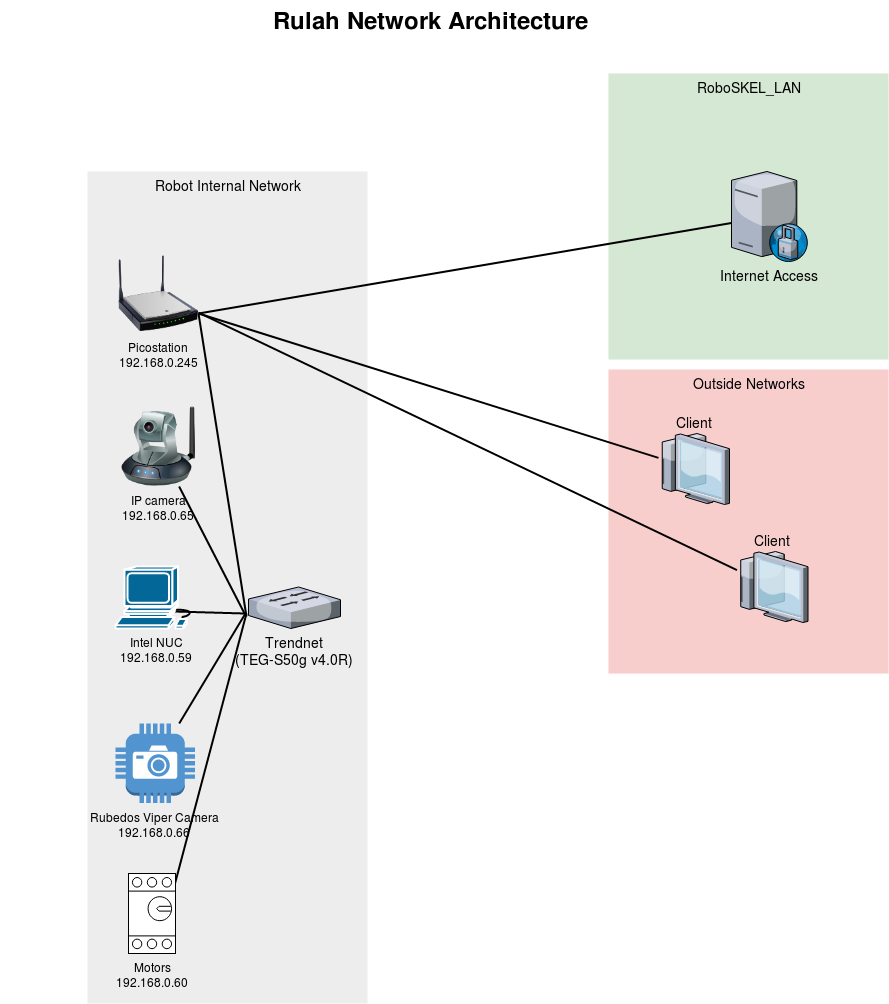 Rulah Network Architecture
RoboSKEL_LAN
Internet Access
Robot Internal Network
Picostation
192.168.0.245
IP camera
192.168.0.65
Intel NUC
192.168.0.59
Trendnet
(TEG-S50g v4.0R)
Rubedos Viper Camera
192.168.0.66
Motors
192.168.0.60
Outside Networks
Client
Client